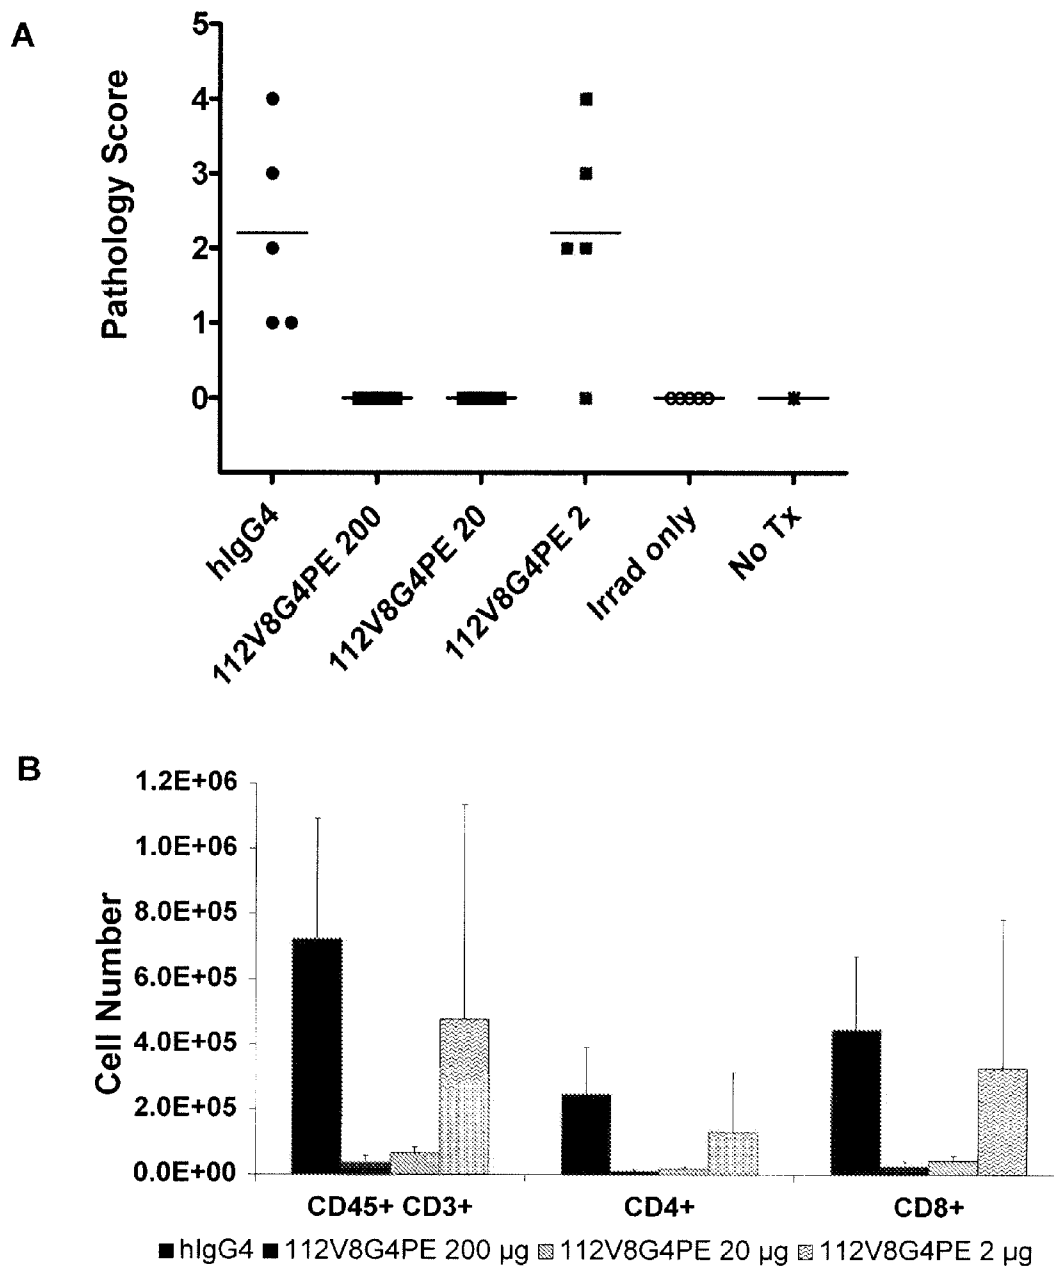 A
Pathology Score
5
4
3
2
1
0
hIgG4
112V8G4PE 200
112V8G4PE 20
112V8G4PE 2
Irrad only
No Tx
B
Cell Number
1.2E+06
1.0E+06
8.0E+05
6.0E+05
4.0E+05
2.0E+05
0.0E+00
CD45+ CD3+
CD4+
CD8+
hIgG4 112V8G4PE 200 µg 112V8G4PE 20 µg 112V8G4PE 2 µg